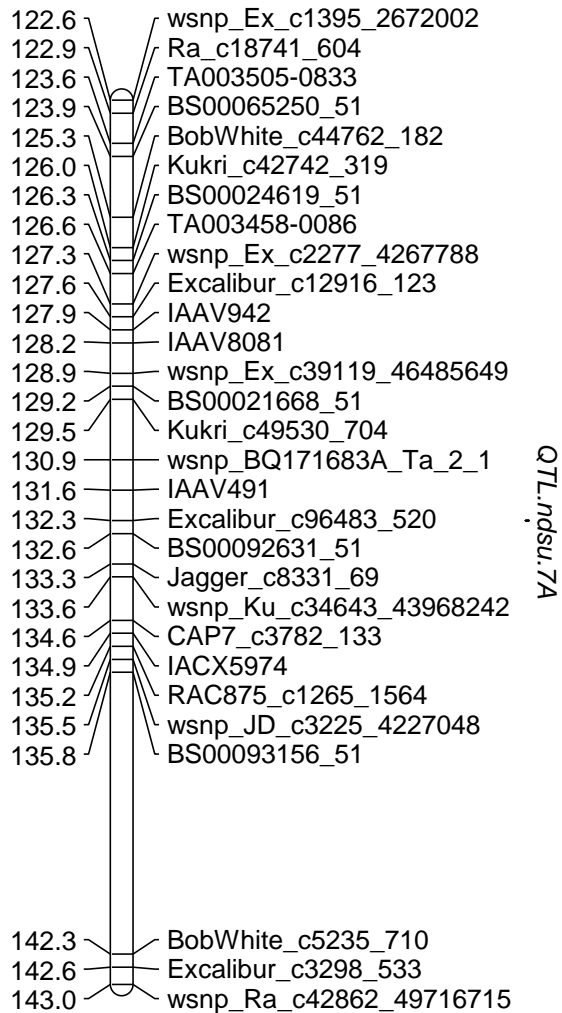 122.6 wsnp_Ex_c1395_2672002
122.9 Ra_c18741_604
123.6 TA003505-0833
123.9 BS00065250_51
125.3 BobWhite_c44762_182
126.0 Kukri_c42742_319
126.3 BS00024619_51
126.6 TA003458-0086
127.3 wsnp_Ex_c2277_4267788
127.6 Excalibur_c12916_123
127.9 IAAV942
128.2 IAAV8081
128.9 wsnp_Ex_c39119_46485649
129.2 BS00021668_51
129.5 Kukri_c49530_704
130.9 wsnp_BQ171683A_Ta_2_1
131.6 IAAV491
132.3 Excalibur_c96483_520
132.6 BS00092631_51
133.3 Jagger_c8331_69
133.6 wsnp_Ku_c34643_43968242
134.6 CAP7_c3782_133
134.9 IACX5974
135.2 RAC875_c1265_1564
135.5 wsnp_JD_c3225_4227048
135.8 BS00093156_51
142.3 BobWhite_c5235_710
142.6 Excalibur_c3298_533
143.0 wsnp_Ra_c42862_49716715
QTL.ndsu.7A